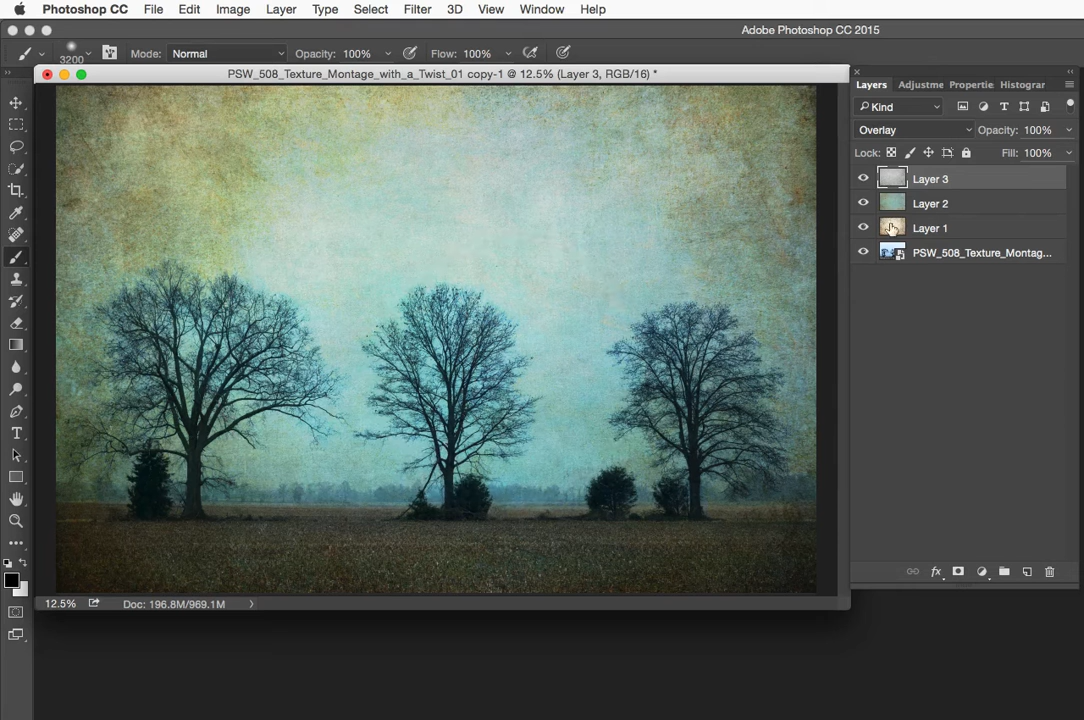 Photoshop CC File Edit Image Layer Type Select Filter 3D View Window Help
Adobe Photoshop CC 2015
3200 Mode: Normal Opacity: 100% Flow: 100%
PSW_508_Texture_Montage_with_a_Twist_01 copy-1 @ 12.5% (Layer 3, RGB/16) *
Layers Adjustme Propertie Histograr
Kind
Overlay Opacity: 100%
Lock: Fill: 100%
Layer 3
Layer 2
Layer 1
PSW_508_Texture_Montag...
fx
12.5% Doc: 196.8M/969.1M